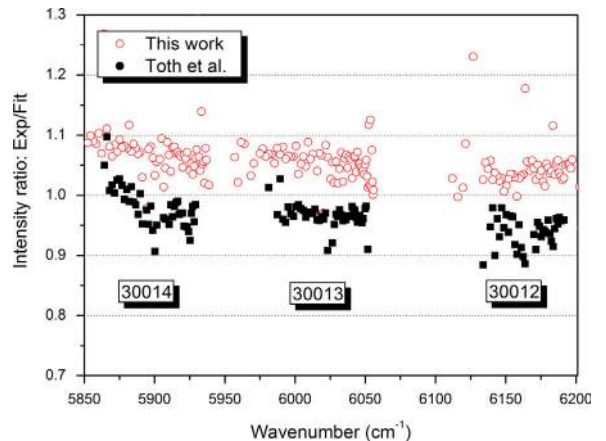 1.3
This work
Toth et al.
1.2
1.1
1.0
0.9
0.8
0.7
Intensity ratio: Exp/Fit
30014
30013
30012
5850 5900 5950 6000 6050 6100 6150 6200
Wavenumber (cm⁻¹)